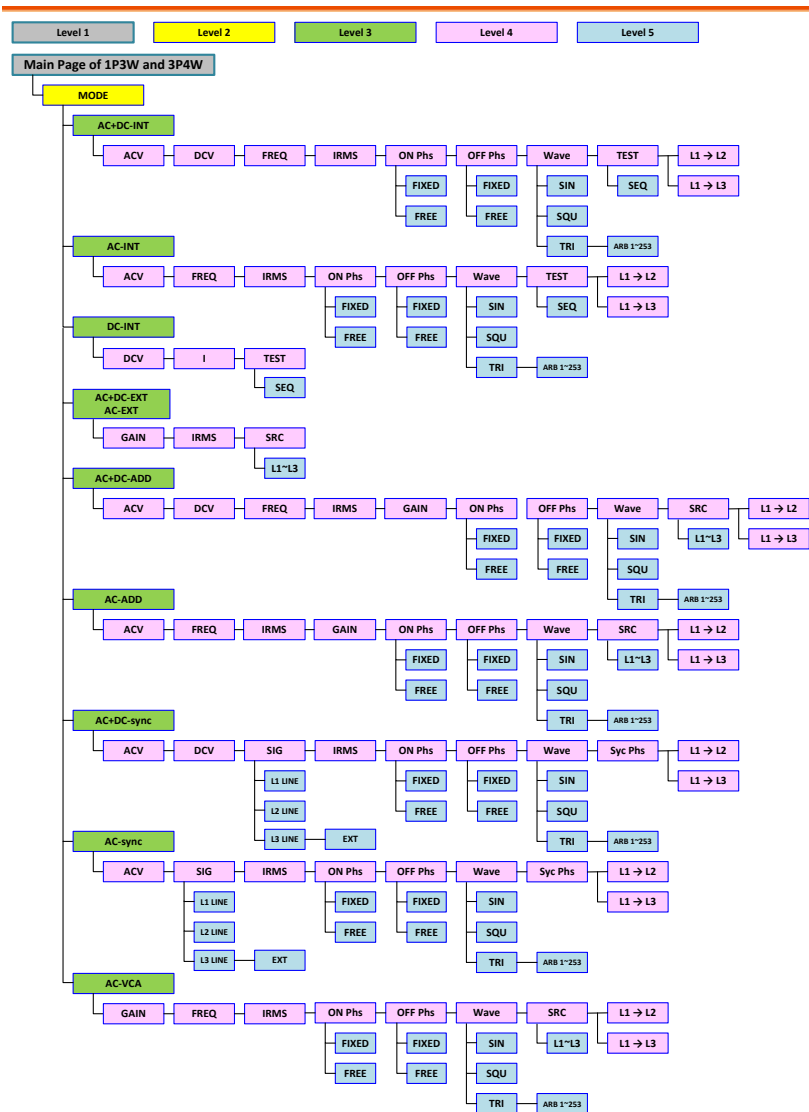 Level 1 Level 2 Level 3 Level 4 Level 5
Main Page of 1P3W and 3P4W
MODE
AC+DC-INT
ACV DCV FREQ IRMS ON Phs OFF Phs Wave TEST L1 → L2
FIXED FIXED SIN SEQ L1 → L3
FREE FREE SQU
TRI ARB 1~253
AC-INT
ACV FREQ IRMS ON Phs OFF Phs Wave TEST L1 → L2
FIXED FIXED SIN SEQ L1 → L3
FREE FREE SQU
TRI ARB 1~253
DC-INT
DCV I TEST
SEQ
AC+DC-EXT
AC-EXT
GAIN IRMS SRC
L1~L3
AC+DC-ADD
ACV DCV FREQ IRMS GAIN ON Phs OFF Phs Wave SRC L1 → L2
FIXED FIXED SIN L1~L3 L1 → L3
FREE FREE SQU
TRI ARB 1~253
AC-ADD
ACV FREQ IRMS GAIN ON Phs OFF Phs Wave SRC L1 → L2
FIXED FIXED SIN L1~L3 L1 → L3
FREE FREE SQU
TRI ARB 1~253
AC+DC-sync
ACV DCV SIG IRMS ON Phs OFF Phs Wave Syc Phs L1 → L2
L1 LINE FIXED FIXED SIN L1 → L3
L2 LINE FREE FREE SQU
L3 LINE EXT TRI ARB 1~253
AC-sync
ACV SIG IRMS ON Phs OFF Phs Wave Syc Phs L1 → L2
L1 LINE FIXED FIXED SIN L1 → L3
L2 LINE FREE FREE SQU
L3 LINE EXT TRI ARB 1~253
AC-VCA
GAIN FREQ IRMS ON Phs OFF Phs Wave SRC L1 → L2
FIXED FIXED SIN L1~L3 L1 → L3
FREE FREE SQU
TRI ARB 1~253